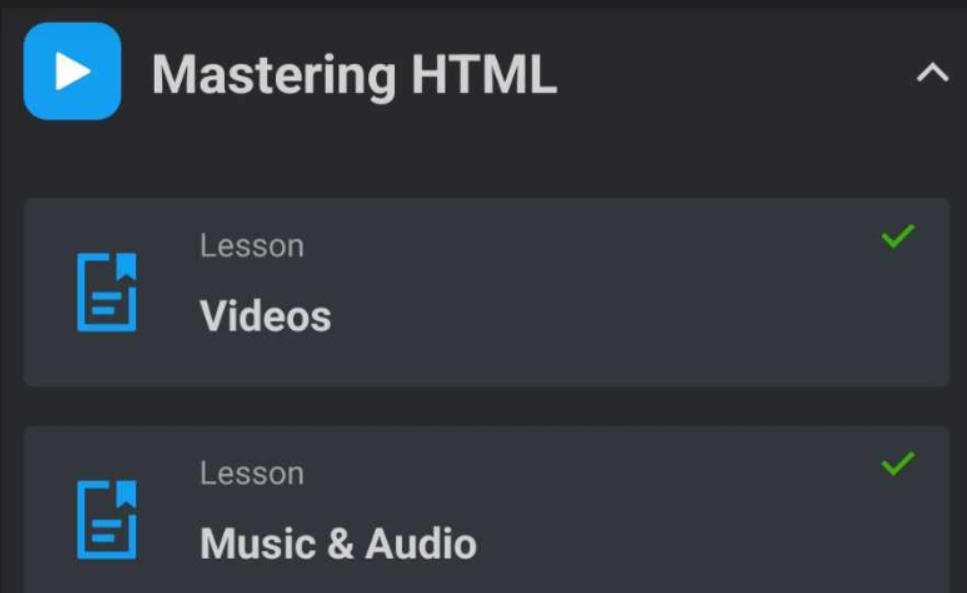 Mastering HTML
Lesson
Videos
Lesson
Music & Audio